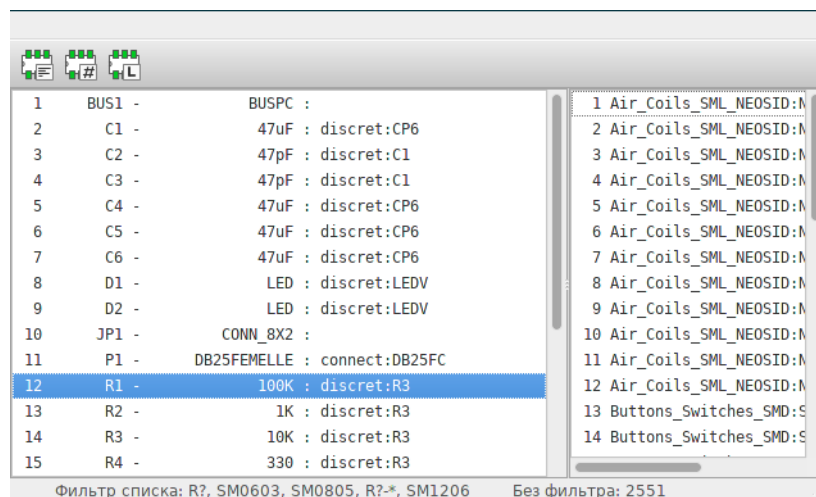 # L
1 BUS1 - BUSPC :
2 C1 - 47uF : discret:CP6
3 C2 - 47pF : discret:C1
4 C3 - 47pF : discret:C1
5 C4 - 47uF : discret:CP6
6 C5 - 47uF : discret:CP6
7 C6 - 47uF : discret:CP6
8 D1 - LED : discret:LEDV
9 D2 - LED : discret:LEDV
10 JP1 - CONN_8X2 :
11 P1 - DB25FEMELLE : connect:DB25FC
12 R1 - 100K : discret:R3
13 R2 - 1K : discret:R3
14 R3 - 10K : discret:R3
15 R4 - 330 : discret:R3
1 Air_Coils_SML_NEOSID:N
2 Air_Coils_SML_NEOSID:N
3 Air_Coils_SML_NEOSID:N
4 Air_Coils_SML_NEOSID:N
5 Air_Coils_SML_NEOSID:N
6 Air_Coils_SML_NEOSID:N
7 Air_Coils_SML_NEOSID:N
8 Air_Coils_SML_NEOSID:N
9 Air_Coils_SML_NEOSID:N
10 Air_Coils_SML_NEOSID:N
11 Air_Coils_SML_NEOSID:N
12 Air_Coils_SML_NEOSID:N
13 Buttons_Switches_SMD:S
14 Buttons_Switches_SMD:S
Фильтр списка: R?, SM0603, SM0805, R?-*, SM1206 Без фильтра: 2551